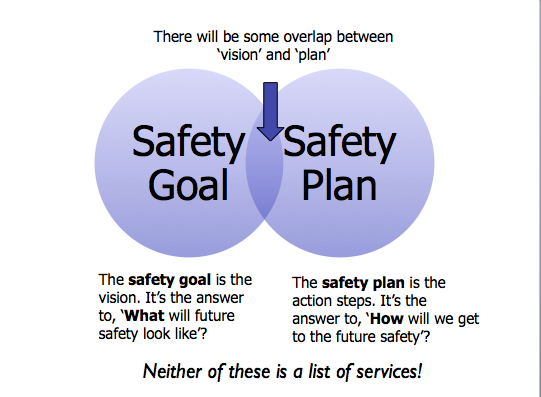 There will be some overlap between
‘vision’ and ‘plan’
Safety
Goal
Safety
Plan
The safety goal is the
vision. It’s the answer
to, ‘What will future
safety look like’?
The safety plan is the
action steps. It’s the
answer to, ‘How will we get
to the future safety’?
Neither of these is a list of services!